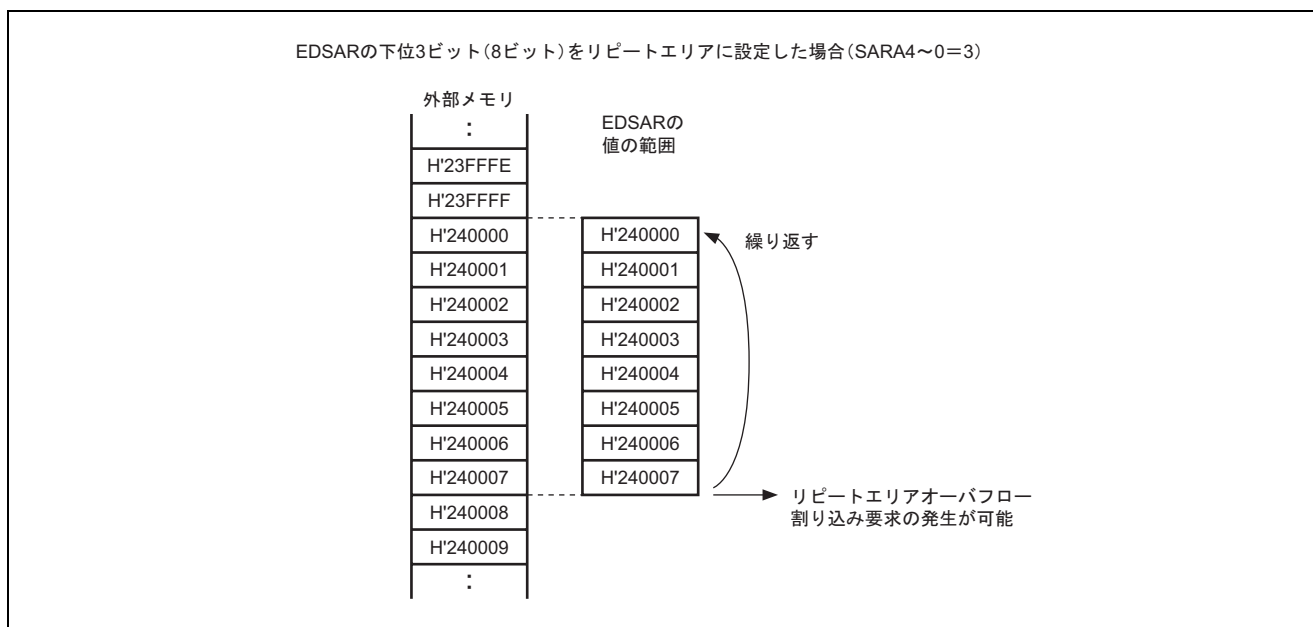 EDSARの下位3ビット(8ビット)をリピートエリアに設定した場合(SARA4～0＝3)
外部メモリ
:
EDSARの
値の範囲
H'23FFFE
H'23FFFF
H'240000
H'240000
繰り返す
H'240001
H'240001
H'240002
H'240002
H'240003
H'240003
H'240004
H'240004
H'240005
H'240005
H'240006
H'240006
H'240007
H'240007
リピートエリアオーバフロー
割り込み要求の発生が可能
H'240008
H'240009
: